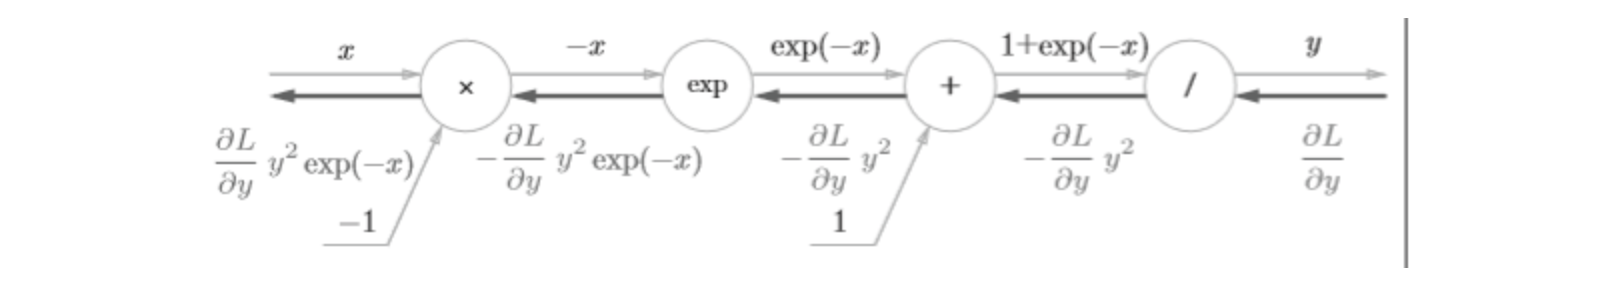 x −x exp(−x) 1+exp(−x) y
× exp + /
∂L/∂y y² exp(−x) −∂L/∂y y² exp(−x) −∂L/∂y y² −∂L/∂y y² ∂L/∂y
−1 1